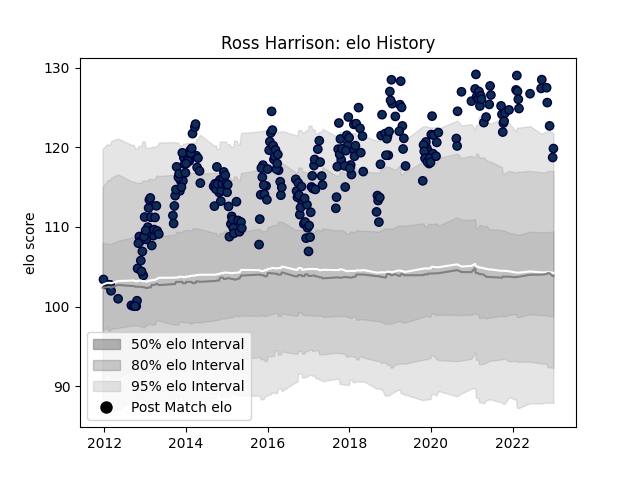 Ross Harrison: elo History
elo score
130
120
110
100
90
50% elo Interval
80% elo Interval
95% elo Interval
Post Match elo
2012
2014
2016
2018
2020
2022